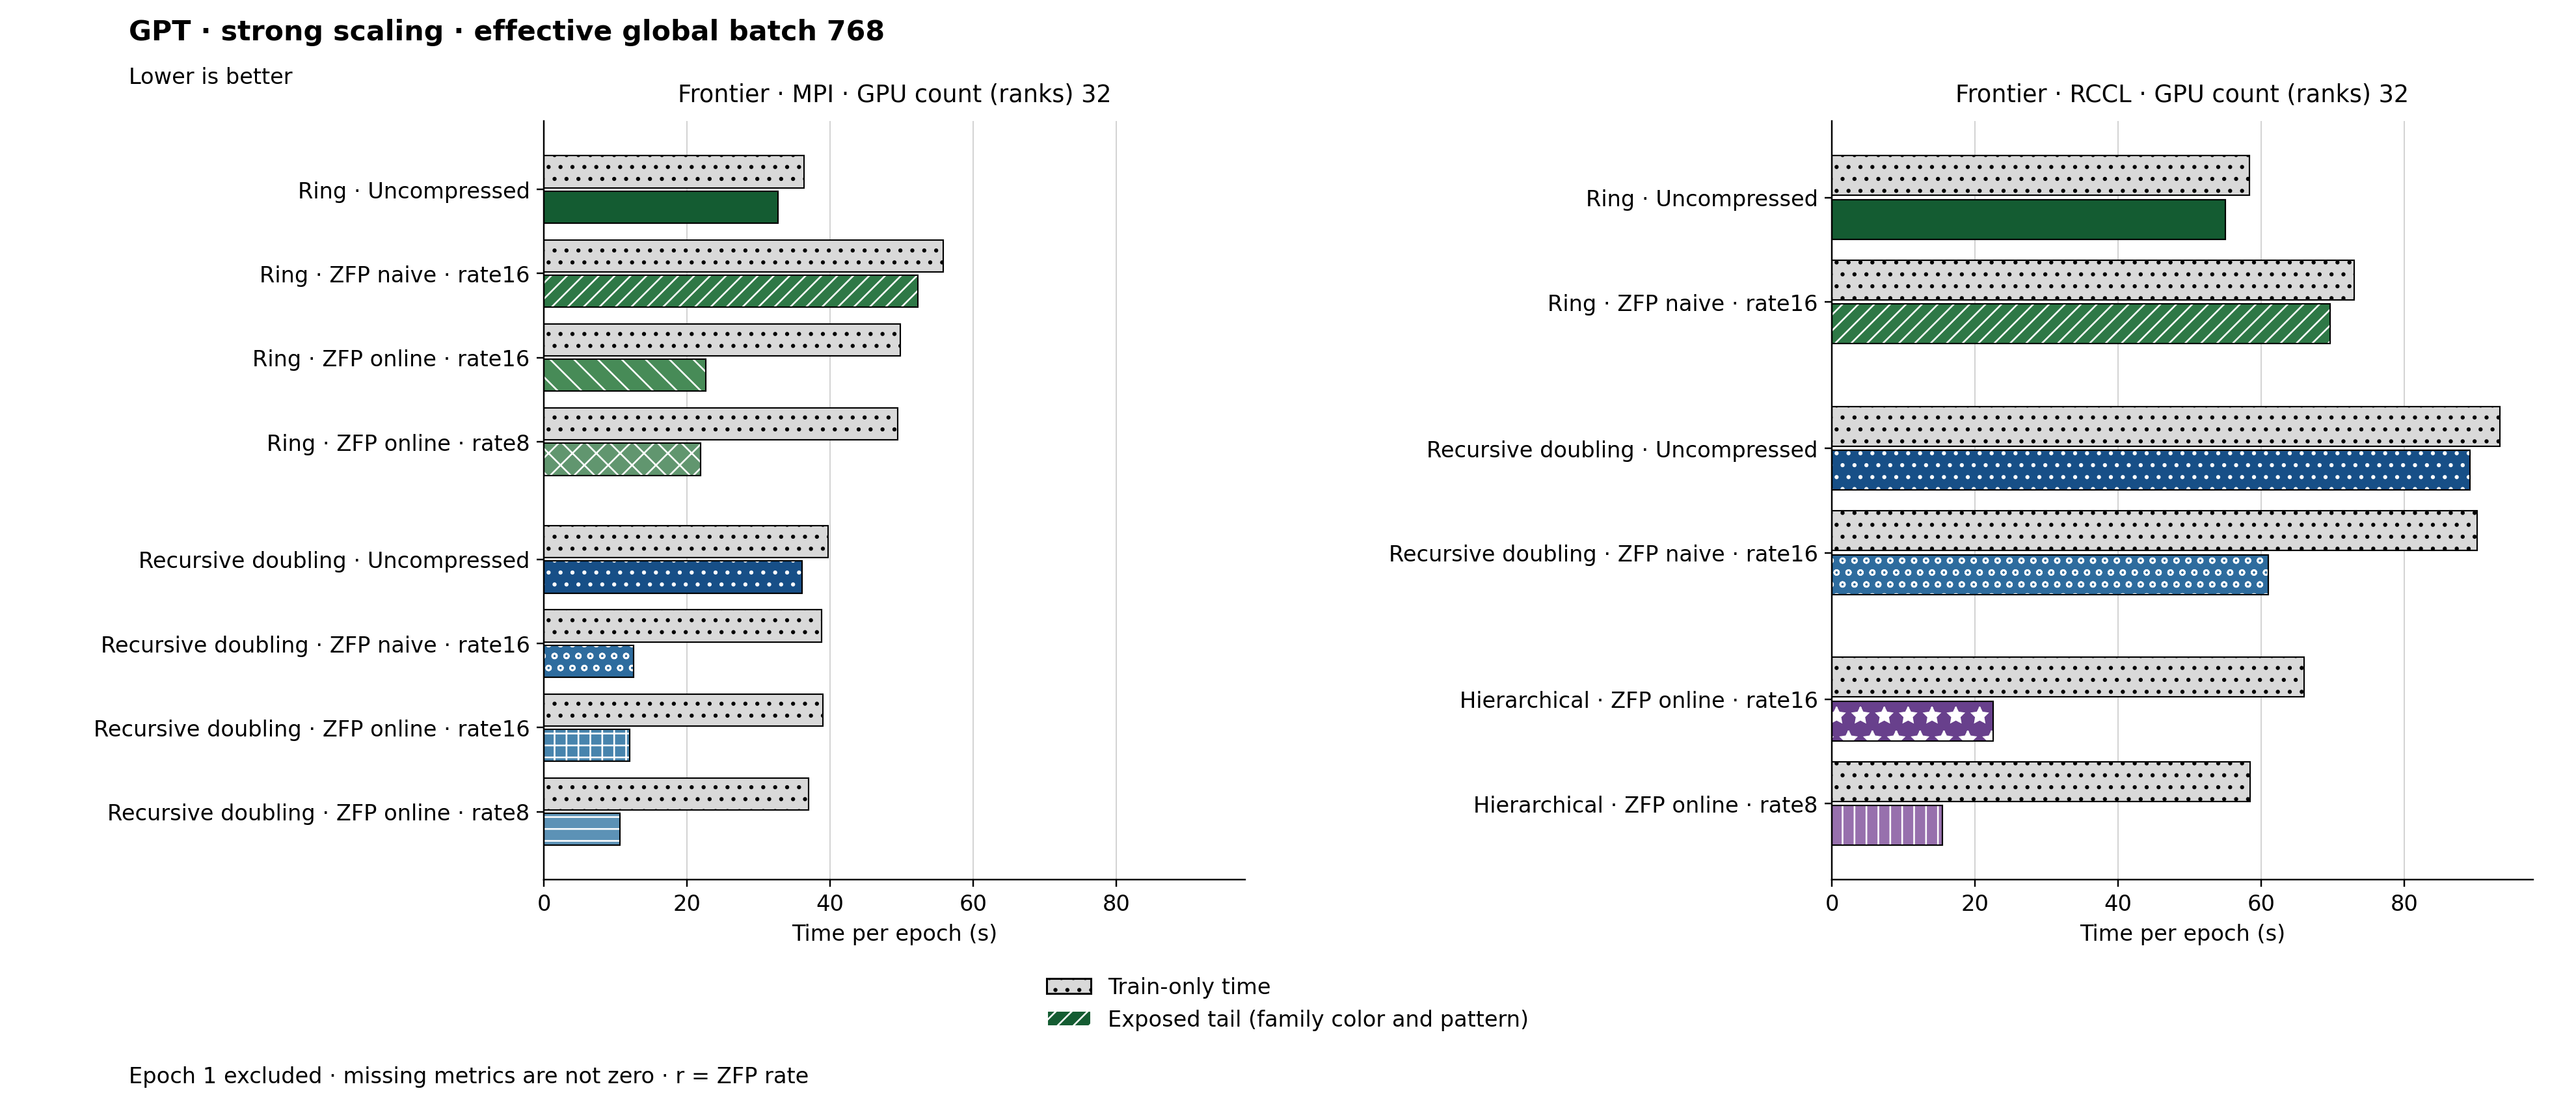 GPT · strong scaling · effective global batch 768
Lower is better
Frontier · MPI · GPU count (ranks) 32
Ring · Uncompressed
Ring · ZFP naive · rate16
Ring · ZFP online · rate16
Ring · ZFP online · rate8
Recursive doubling · Uncompressed
Recursive doubling · ZFP naive · rate16
Recursive doubling · ZFP online · rate16
Recursive doubling · ZFP online · rate8
0 20 40 60 80
Time per epoch (s)
Frontier · RCCL · GPU count (ranks) 32
Ring · Uncompressed
Ring · ZFP naive · rate16
Recursive doubling · Uncompressed
Recursive doubling · ZFP naive · rate16
Hierarchical · ZFP online · rate16
Hierarchical · ZFP online · rate8
0 20 40 60 80
Time per epoch (s)
Train-only time
Exposed tail (family color and pattern)
Epoch 1 excluded · missing metrics are not zero · r = ZFP rate